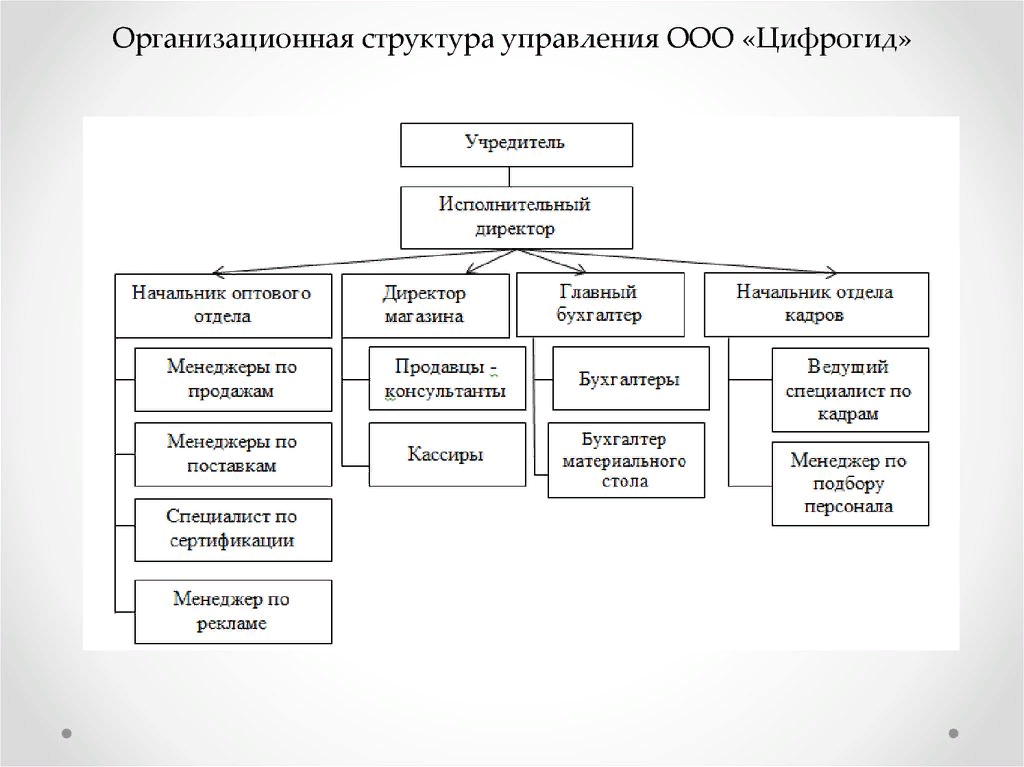 Организационная структура управления ООО «Цифрогид»
Учредитель
Исполнительный
директор
Начальник оптового
отдела
Менеджеры по
продажам
Менеджеры по
поставкам
Специалист по
сертификации
Менеджер по
рекламе
Директор
магазина
Продавцы -
консультанты
Кассиры
Главный
бухгалтер
Бухгалтеры
Бухгалтер
материального
стола
Начальник отдела
кадров
Ведущий
специалист по
кадрам
Менеджер по
подбору
персонала